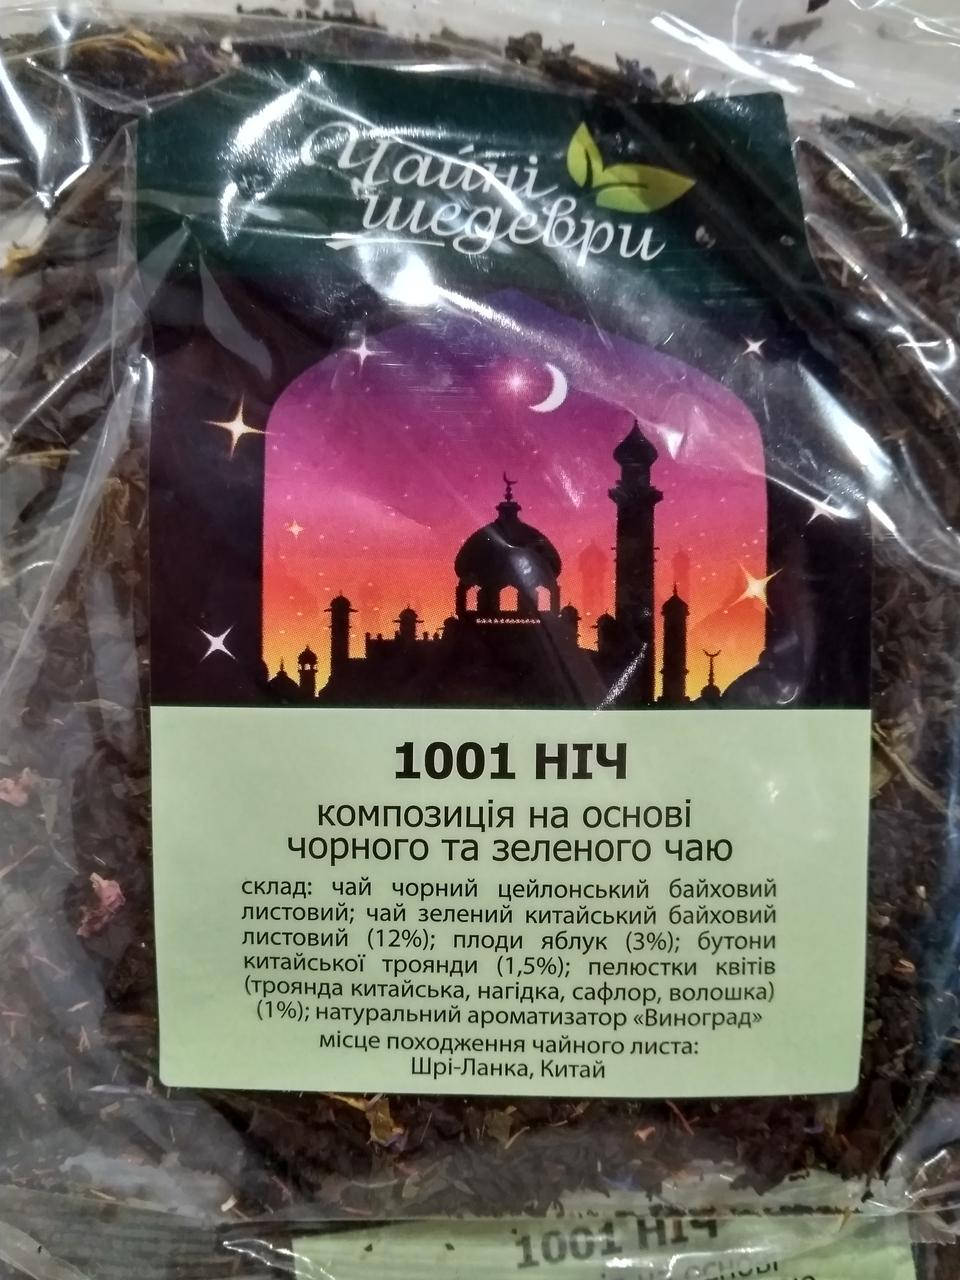 Чайні
шедеври
1001 НІЧ
композиція на основі
чорного та зеленого чаю
склад: чай чорний цейлонський байховий
листовий; чай зелений китайський байховий
листовий (12%); плоди яблук (3%); бутони
китайської троянди (1,5%); пелюстки квітів
(троянда китайська, нагідка, сафлор, волошка)
(1%); натуральний ароматизатор «Виноград»
місце походження чайного листа:
Шрі-Ланка, Китай
1001 НІЧ
на основі